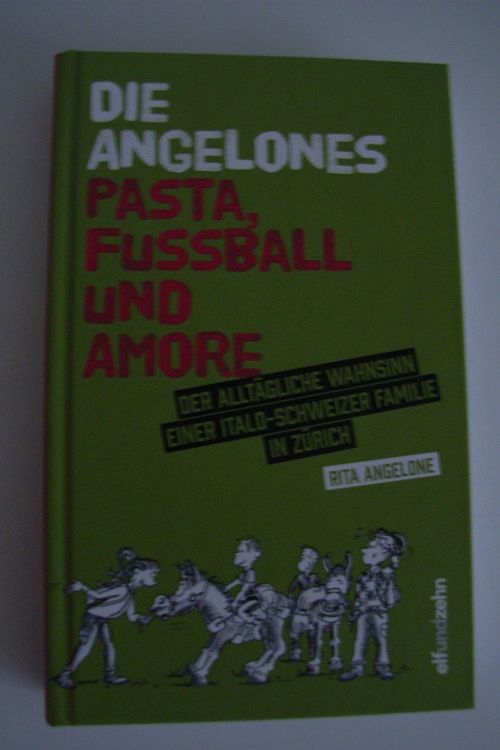 DIE
ANGELONES
PASTA,
FUSSBALL
UND
AMORE
DER ALLTÄGLICHE WAHNSINN
EINER ITALO-SCHWEIZER FAMILIE
IN ZÜRICH
RITA ANGELONE
elfundzehn